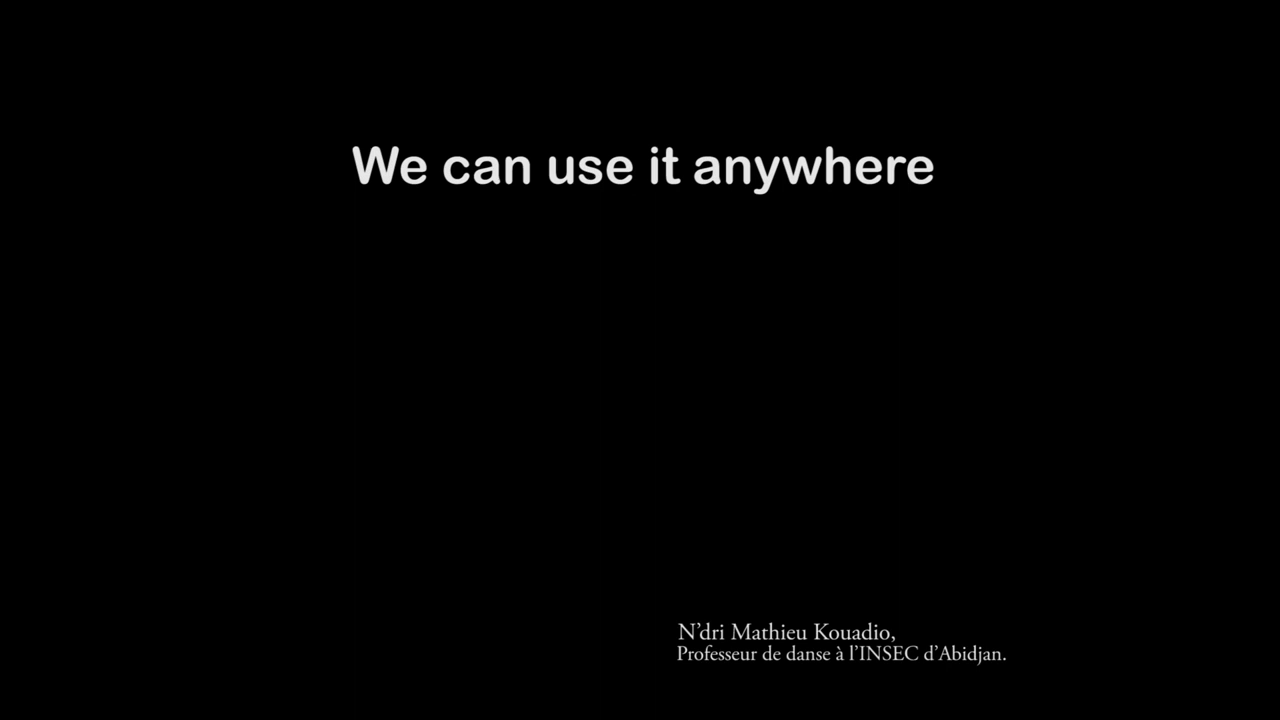 We can use it anywhere
N’dri Mathieu Kouadio,
Professeur de danse à l’INSEC d’Abidjan.